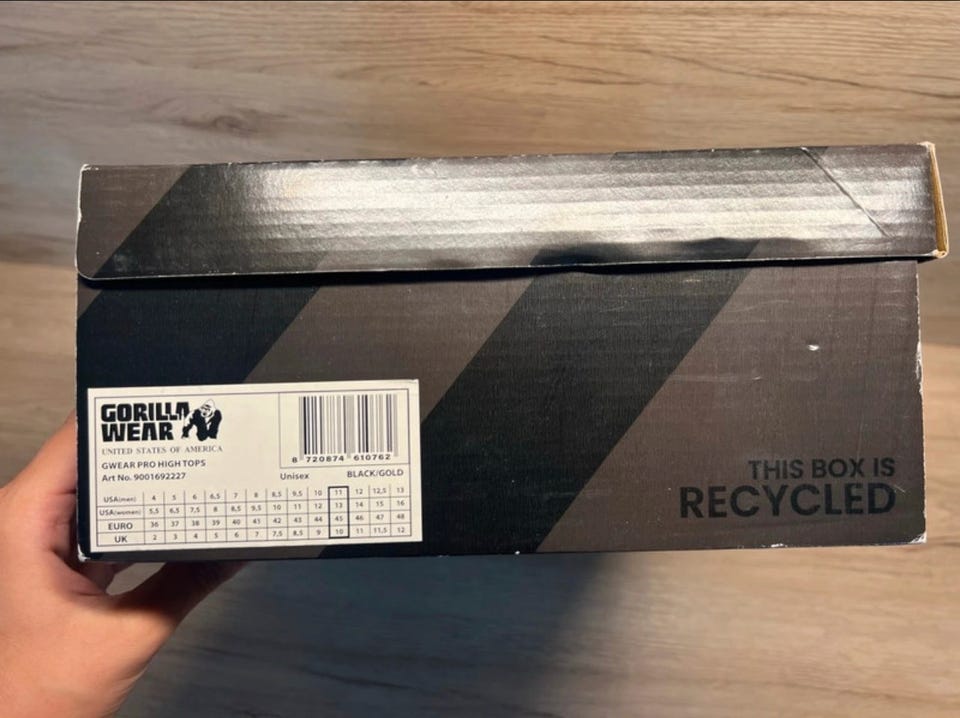 GORILLA
WEAR
UNITED STATES OF AMERICA
GWEAR PRO HIGH TOPS
Art No. 9001692227
8 720874 610762
Unisex BLACK/GOLD
USA(men) 4 5 6 6,5 7 8 8,5 9,5 10 11 12 12,5 13
USA(women) 5,5 6,5 7,5 8 8,5 9,5 10 11 12 13 14 15 16
EURO 36 37 38 39 40 41 42 43 44 45 46 47 48
UK 2 3 4 5 6 7 7,5 8,5 9 10 11 11,5 12
THIS BOX IS
RECYCLED